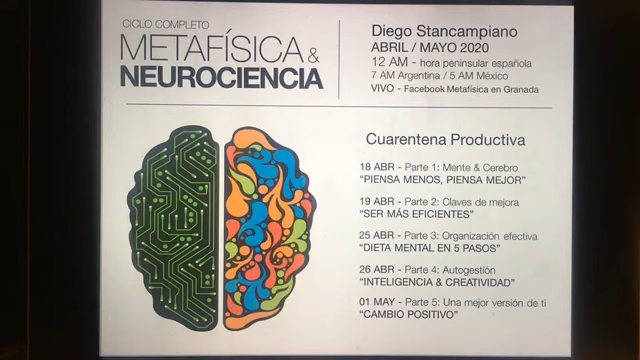 CICLO COMPLETO
METAFÍSICA &
NEUROCIENCIA
Diego Stancampiano
ABRIL / MAYO 2020
12 AM - hora peninsular española
7 AM Argentina / 5 AM México
VIVO - Facebook Metafísica en Granada
Cuarentena Productiva
18 ABR - Parte 1: Mente & Cerebro
“PIENSA MENOS, PIENSA MEJOR”
19 ABR - Parte 2: Claves de mejora
“SER MÁS EFICIENTES”
25 ABR - Parte 3: Organización efectiva
“DIETA MENTAL EN 5 PASOS”
26 ABR - Parte 4: Autogestión
“INTELIGENCIA & CREATIVIDAD”
01 MAY - Parte 5: Una mejor versión de ti
“CAMBIO POSITIVO”